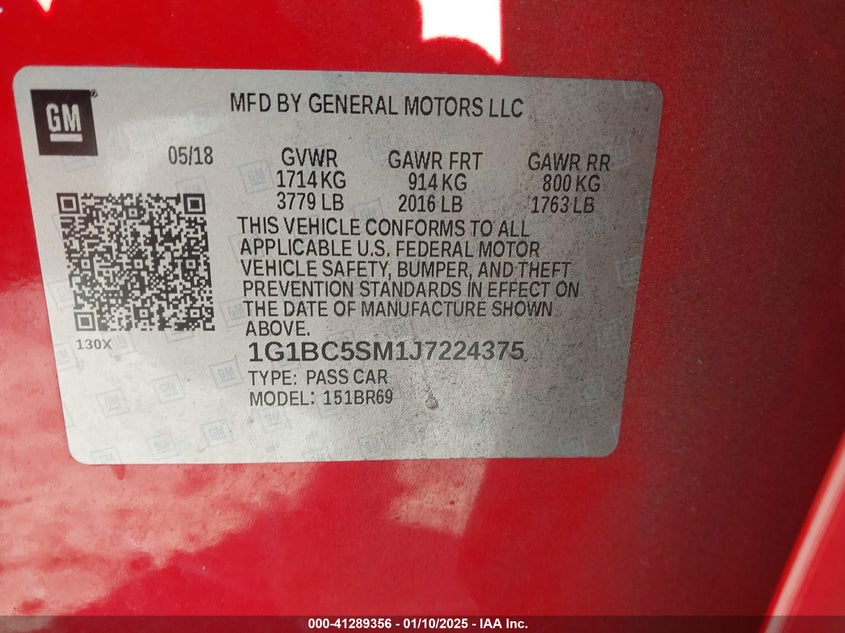 GM
®
MFD BY GENERAL MOTORS LLC
05/18 GVWR GAWR FRT GAWR RR
1714 KG 914 KG 800 KG
3779 LB 2016 LB 1763 LB
THIS VEHICLE CONFORMS TO ALL
APPLICABLE U.S. FEDERAL MOTOR
VEHICLE SAFETY, BUMPER, AND THEFT
PREVENTION STANDARDS IN EFFECT ON
THE DATE OF MANUFACTURE SHOWN
ABOVE.
130X
1G1BC5SM1J7224375
TYPE: PASS CAR
MODEL: 151BR69
000-41289356 - 01/10/2025 - IAA Inc.